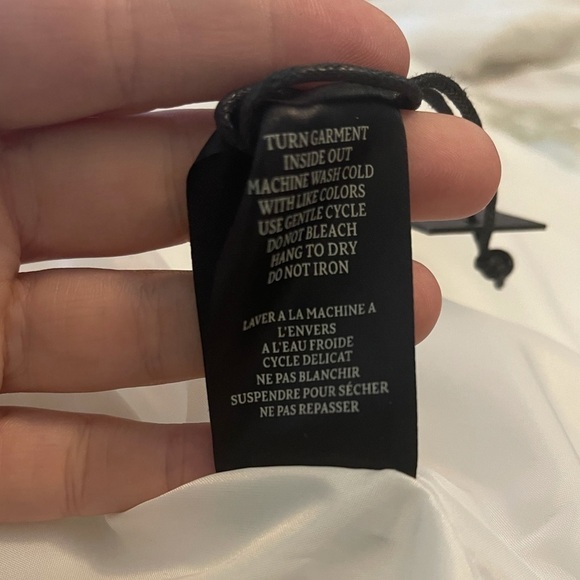 TURN GARMENT
INSIDE OUT
MACHINE WASH COLD
WITH LIKE COLORS
USE GENTLE CYCLE
DO NOT BLEACH
HANG TO DRY
DO NOT IRON
LAVER A LA MACHINE A
L'ENVERS
A L'EAU FROIDE
CYCLE DELICAT
NE PAS BLANCHIR
SUSPENDRE POUR SÉCHER
NE PAS REPASSER